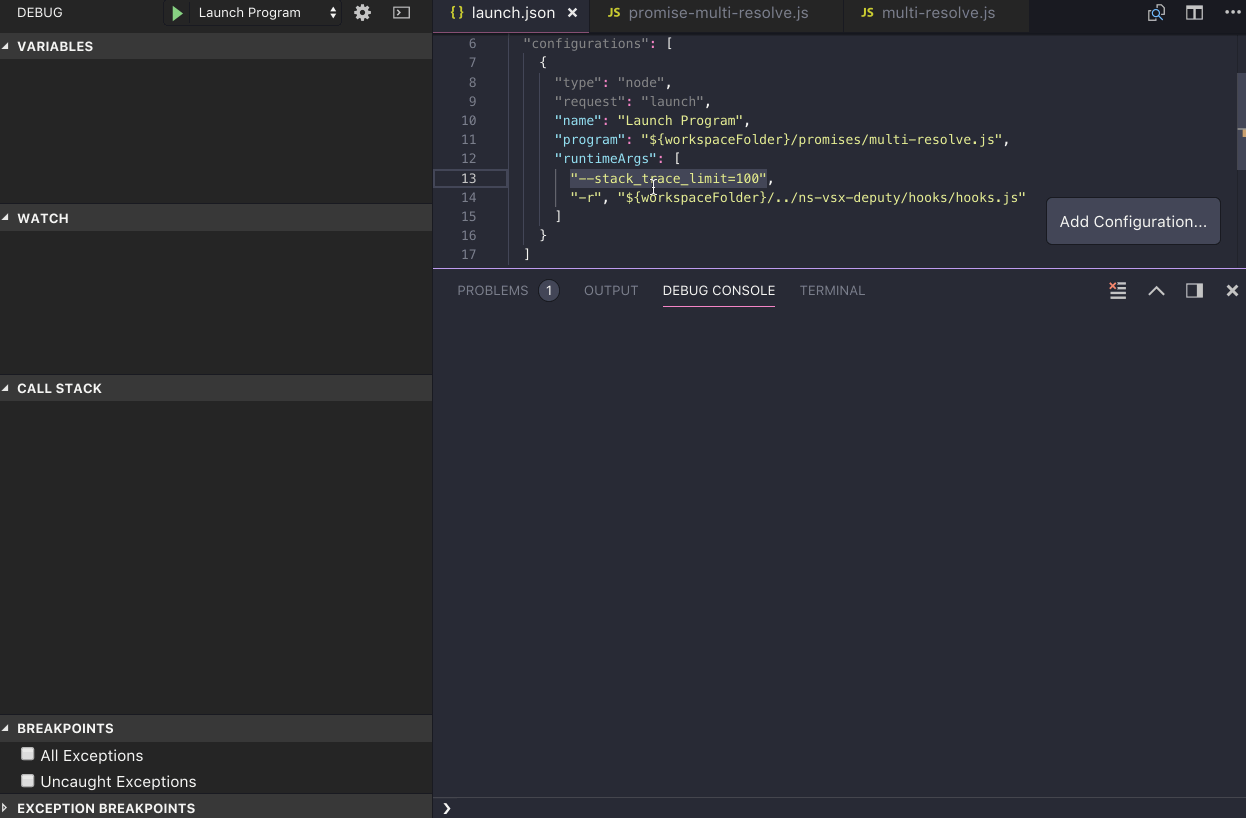 DEBUG
Launch Program
VARIABLES
WATCH
CALL STACK
BREAKPOINTS
All Exceptions
Uncaught Exceptions
EXCEPTION BREAKPOINTS
{} launch.json ×
JS promise-multi-resolve.js
JS multi-resolve.js
6 "configurations": [
7 {
8 "type": "node",
9 "request": "launch",
10 "name": "Launch Program",
11 "program": "${workspaceFolder}/promises/multi-resolve.js",
12 "runtimeArgs": [
13 "--stack_trace_limit=100",
14 "-r", "${workspaceFolder}/../ns-vsx-deputy/hooks/hooks.js"
15 ]
16 }
17 ]
Add Configuration...
PROBLEMS 1 OUTPUT DEBUG CONSOLE TERMINAL
❯